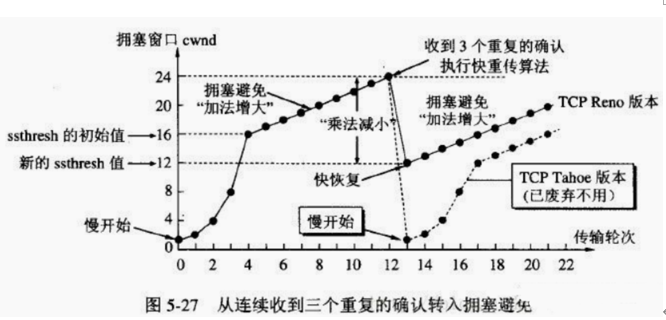 拥塞窗口 cwnd
收到 3 个重复的确认
执行快重传算法
24
20
16
12
8
4
0
拥塞避免
“加法增大”
“乘法减小”
拥塞避免
“加法增大”
TCP Reno 版本
ssthresh 的初始值
新的 ssthresh 值
快恢复
TCP Tahoe 版本
(已废弃不用)
慢开始
慢开始
传输轮次
0 2 4 6 8 10 12 14 16 18 20 22
图 5-27 从连续收到三个重复的确认转入拥塞避免